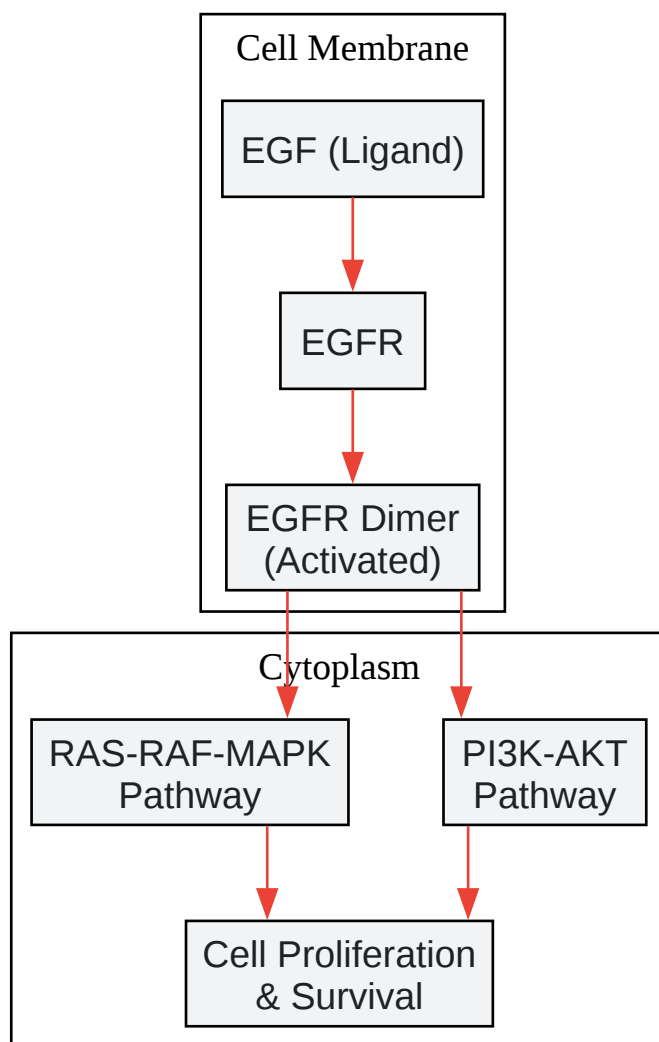 Cell Membrane
EGF (Ligand)
EGFR
EGFR Dimer
(Activated)
Cytoplasm
RAS-RAF-MAPK
Pathway
PI3K-AKT
Pathway
Cell Proliferation
& Survival